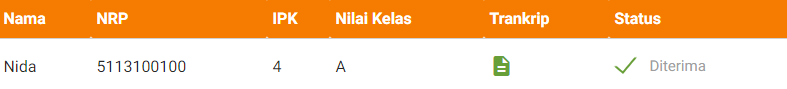 Nama NRP IPK Nilai Kelas Trankrip Status
Nida 5113100100 4 A Diterima